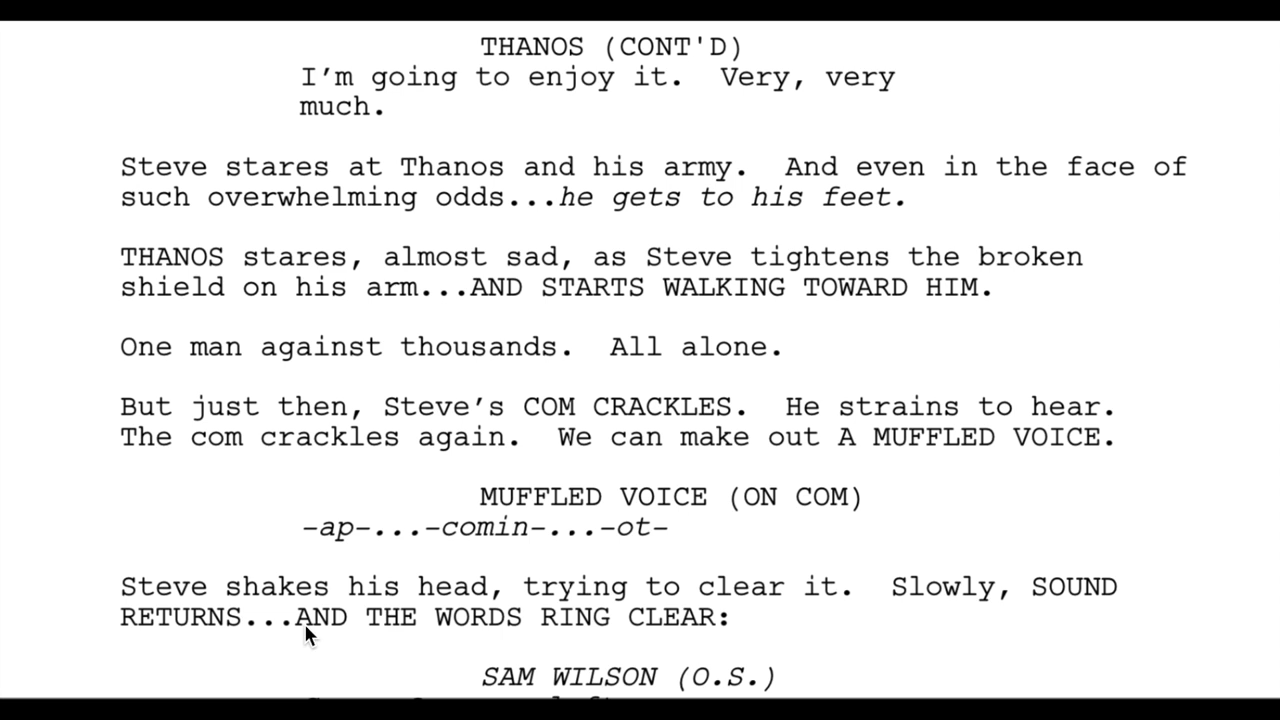 THANOS (CONT'D)
I'm going to enjoy it.  Very, very
much.
Steve stares at Thanos and his army.  And even in the face of
such overwhelming odds...he gets to his feet.
THANOS stares, almost sad, as Steve tightens the broken
shield on his arm...AND STARTS WALKING TOWARD HIM.
One man against thousands.  All alone.
But just then, Steve's COM CRACKLES.  He strains to hear.
The com crackles again.  We can make out A MUFFLED VOICE.
MUFFLED VOICE (ON COM)
-ap-...-comin-...-ot-
Steve shakes his head, trying to clear it.  Slowly, SOUND
RETURNS...AND THE WORDS RING CLEAR:
SAM WILSON (O.S.)